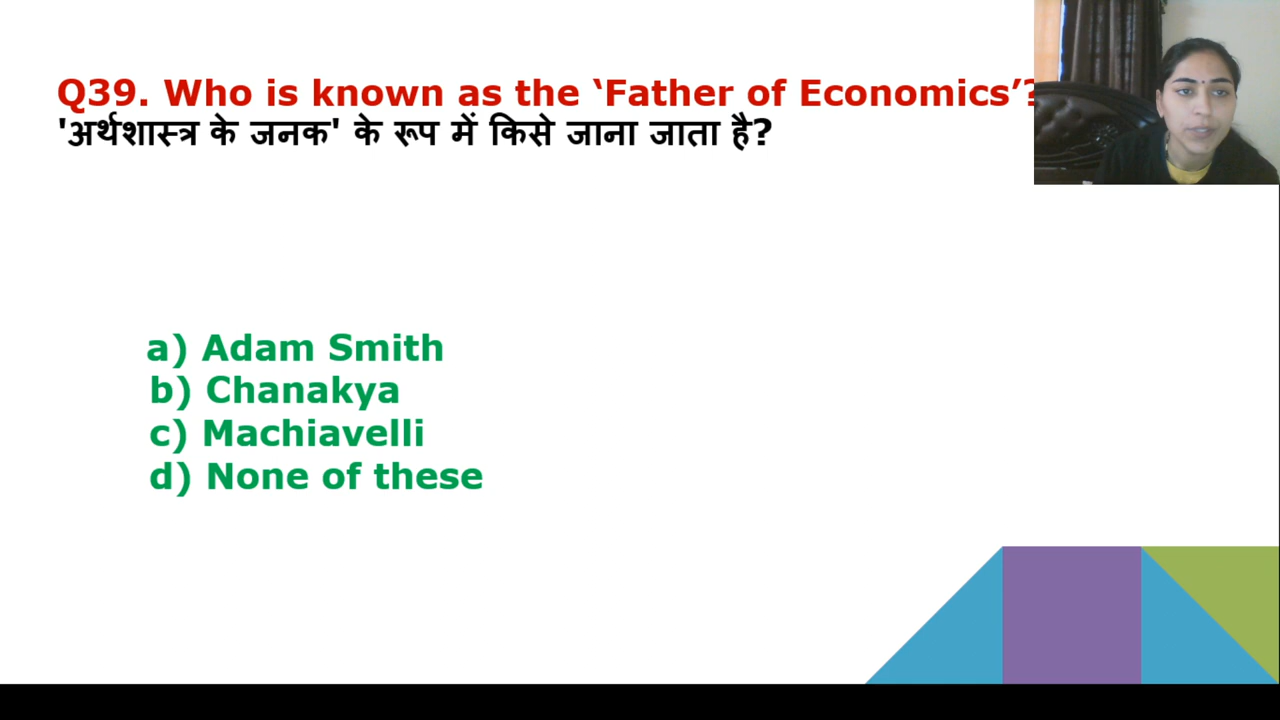 Q39. Who is known as the ‘Father of Economics’?
'अर्थशास्त्र के जनक' के रूप में किसे जाना जाता है?
a) Adam Smith
b) Chanakya
c) Machiavelli
d) None of these